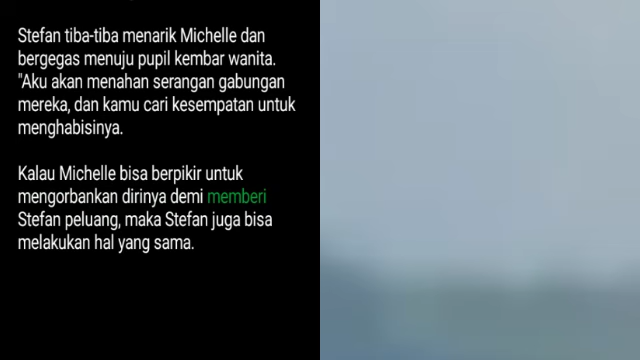 Stefan tiba-tiba menarik Michelle dan
bergegas menuju pupil kembar wanita.
"Aku akan menahan serangan gabungan
mereka, dan kamu cari kesempatan untuk
menghabisinya.
Kalau Michelle bisa berpikir untuk
mengorbankan dirinya demi memberi
Stefan peluang, maka Stefan juga bisa
melakukan hal yang sama.